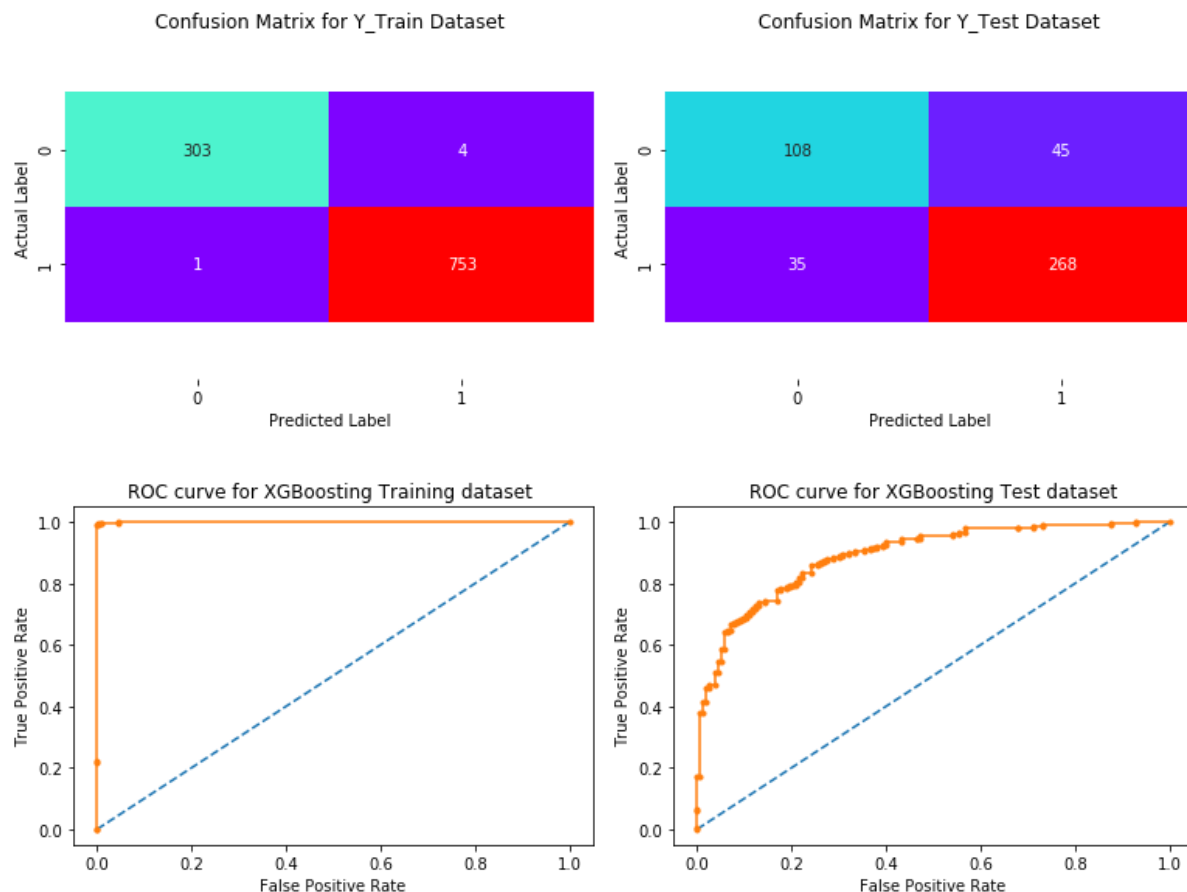 Confusion Matrix for Y_Train Dataset
Actual Label
0
303
4
1
1
753
0
1
Predicted Label
Confusion Matrix for Y_Test Dataset
Actual Label
0
108
45
1
35
268
0
1
Predicted Label
ROC curve for XGBoosting Training dataset
True Positive Rate
1.0
0.8
0.6
0.4
0.2
0.0
0.0 0.2 0.4 0.6 0.8 1.0
False Positive Rate
ROC curve for XGBoosting Test dataset
True Positive Rate
1.0
0.8
0.6
0.4
0.2
0.0
0.0 0.2 0.4 0.6 0.8 1.0
False Positive Rate